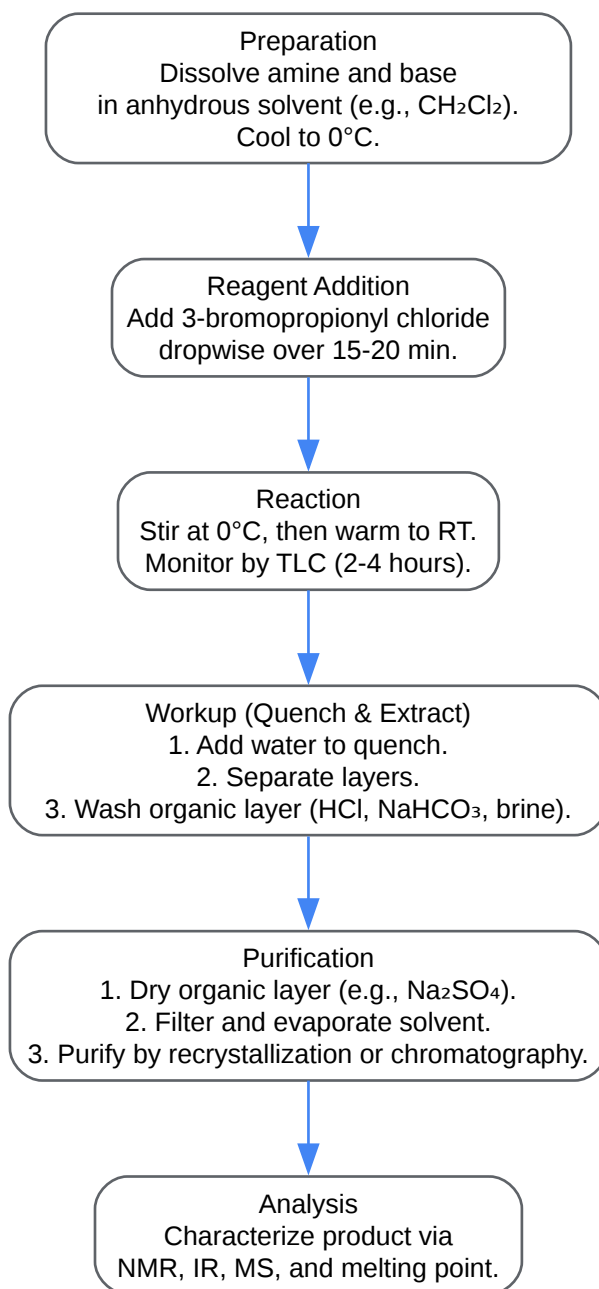 Preparation
Dissolve amine and base
in anhydrous solvent (e.g., CH₂Cl₂).
Cool to 0°C.
Reagent Addition
Add 3-bromopropionyl chloride
dropwise over 15-20 min.
Reaction
Stir at 0°C, then warm to RT.
Monitor by TLC (2-4 hours).
Workup (Quench & Extract)
1. Add water to quench.
2. Separate layers.
3. Wash organic layer (HCl, NaHCO₃, brine).
Purification
1. Dry organic layer (e.g., Na₂SO₄).
2. Filter and evaporate solvent.
3. Purify by recrystallization or chromatography.
Analysis
Characterize product via
NMR, IR, MS, and melting point.